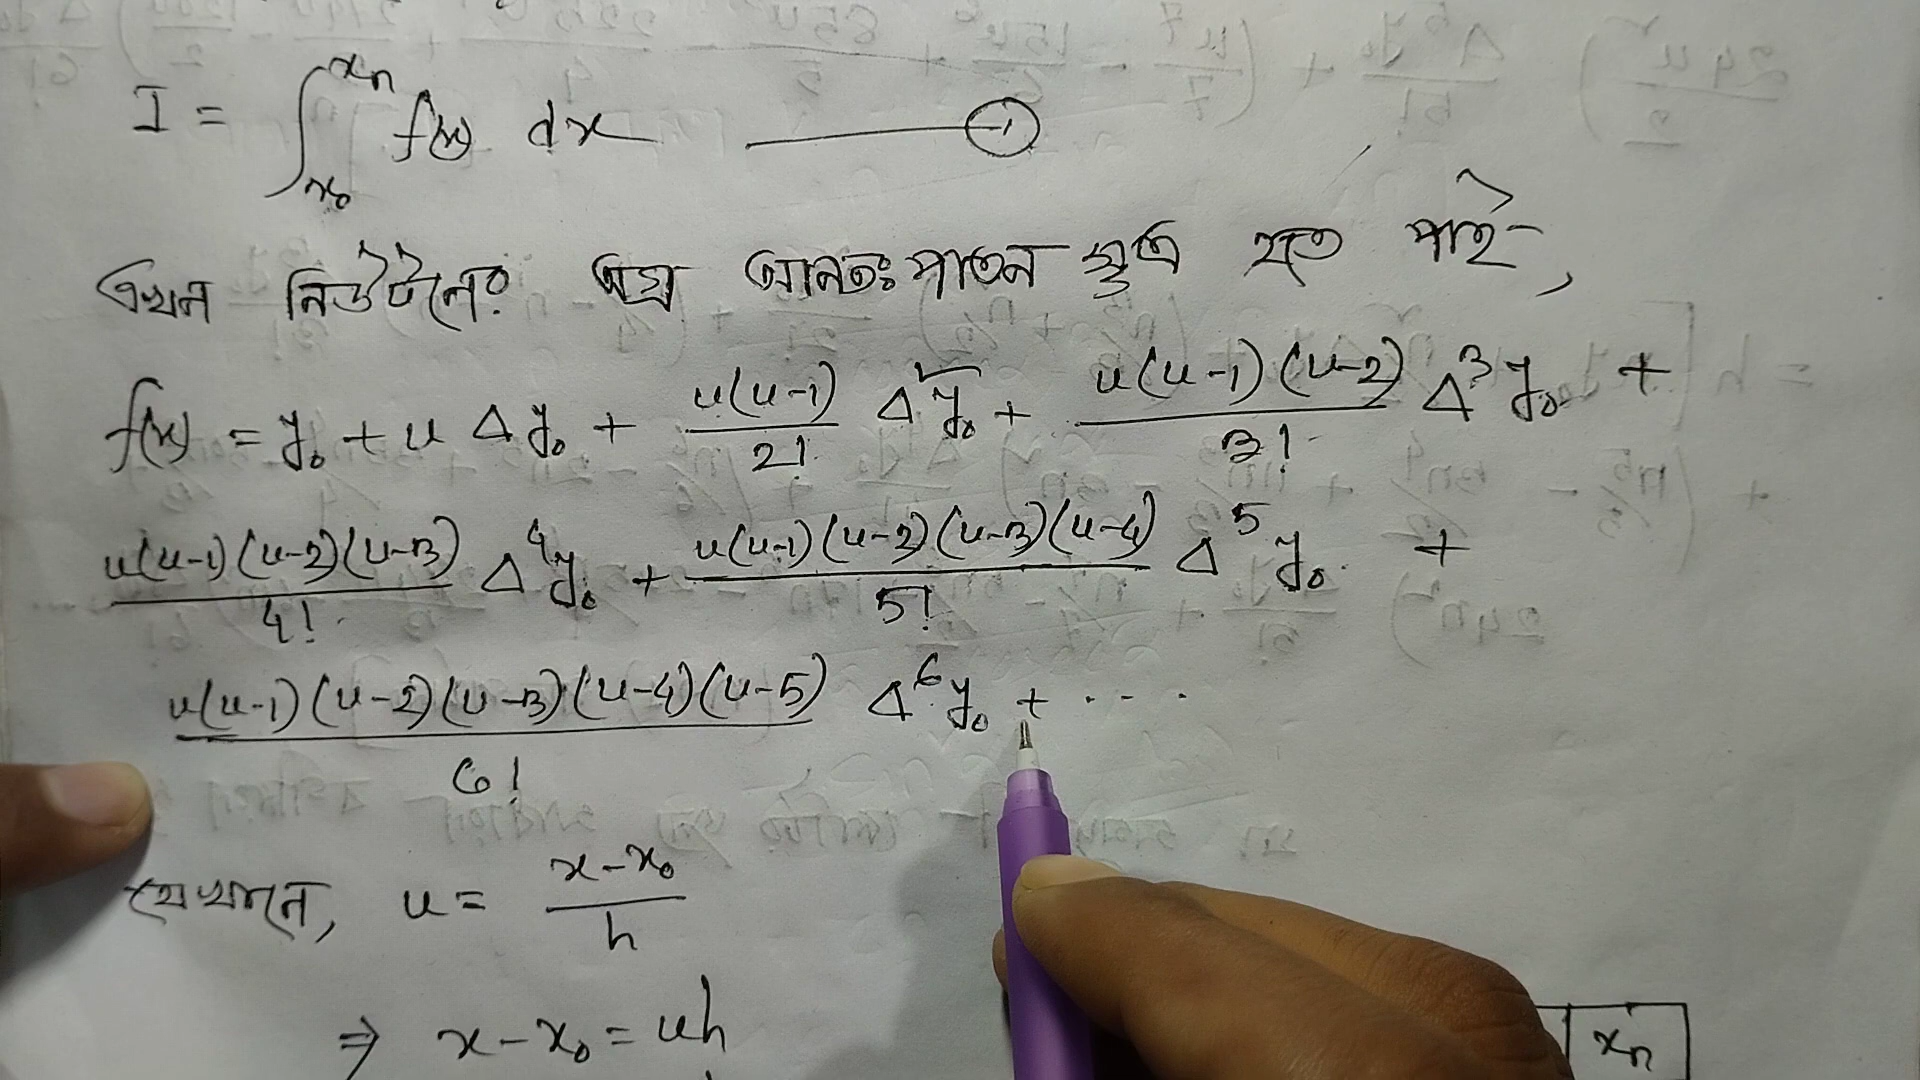 I = ∫_{x₀}^{xₙ} f(x) dx ——— ①
এখন নিউটনের অগ্র আনতঃপাতন সুত্র হতে পাই,
f(x) = y₀ + u Δy₀ + u(u-1)/2! Δ²y₀ + u(u-1)(u-2)/3! Δ³y₀ +
u(u-1)(u-2)(u-3)/4! Δ⁴y₀ + u(u-1)(u-2)(u-3)(u-4)/5! Δ⁵y₀ +
u(u-1)(u-2)(u-3)(u-4)(u-5)/6! Δ⁶y₀ + ....
যেখানে, u = (x-x₀)/h
⇒ x-x₀ = uh
xₙ